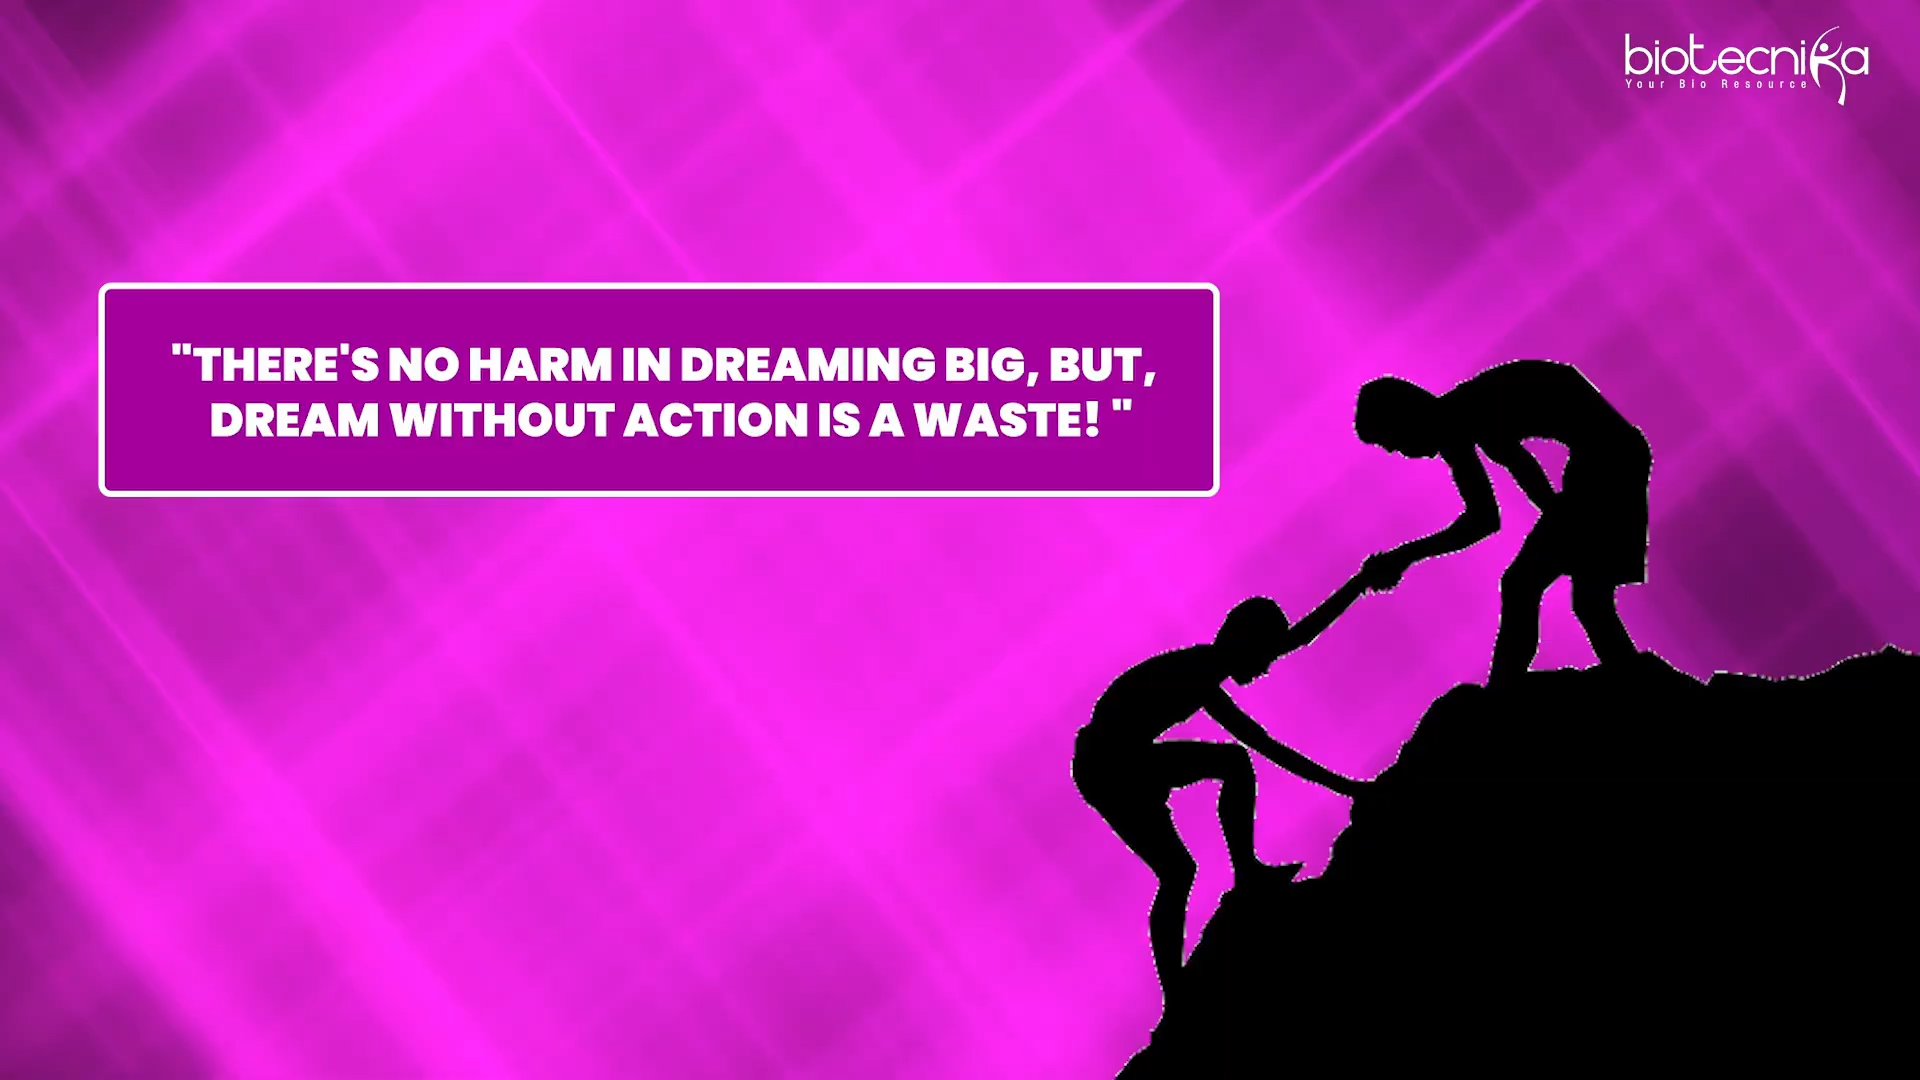 biotecnika
Your Bio Resource
"THERE'S NO HARM IN DREAMING BIG, BUT,
DREAM WITHOUT ACTION IS A WASTE! "